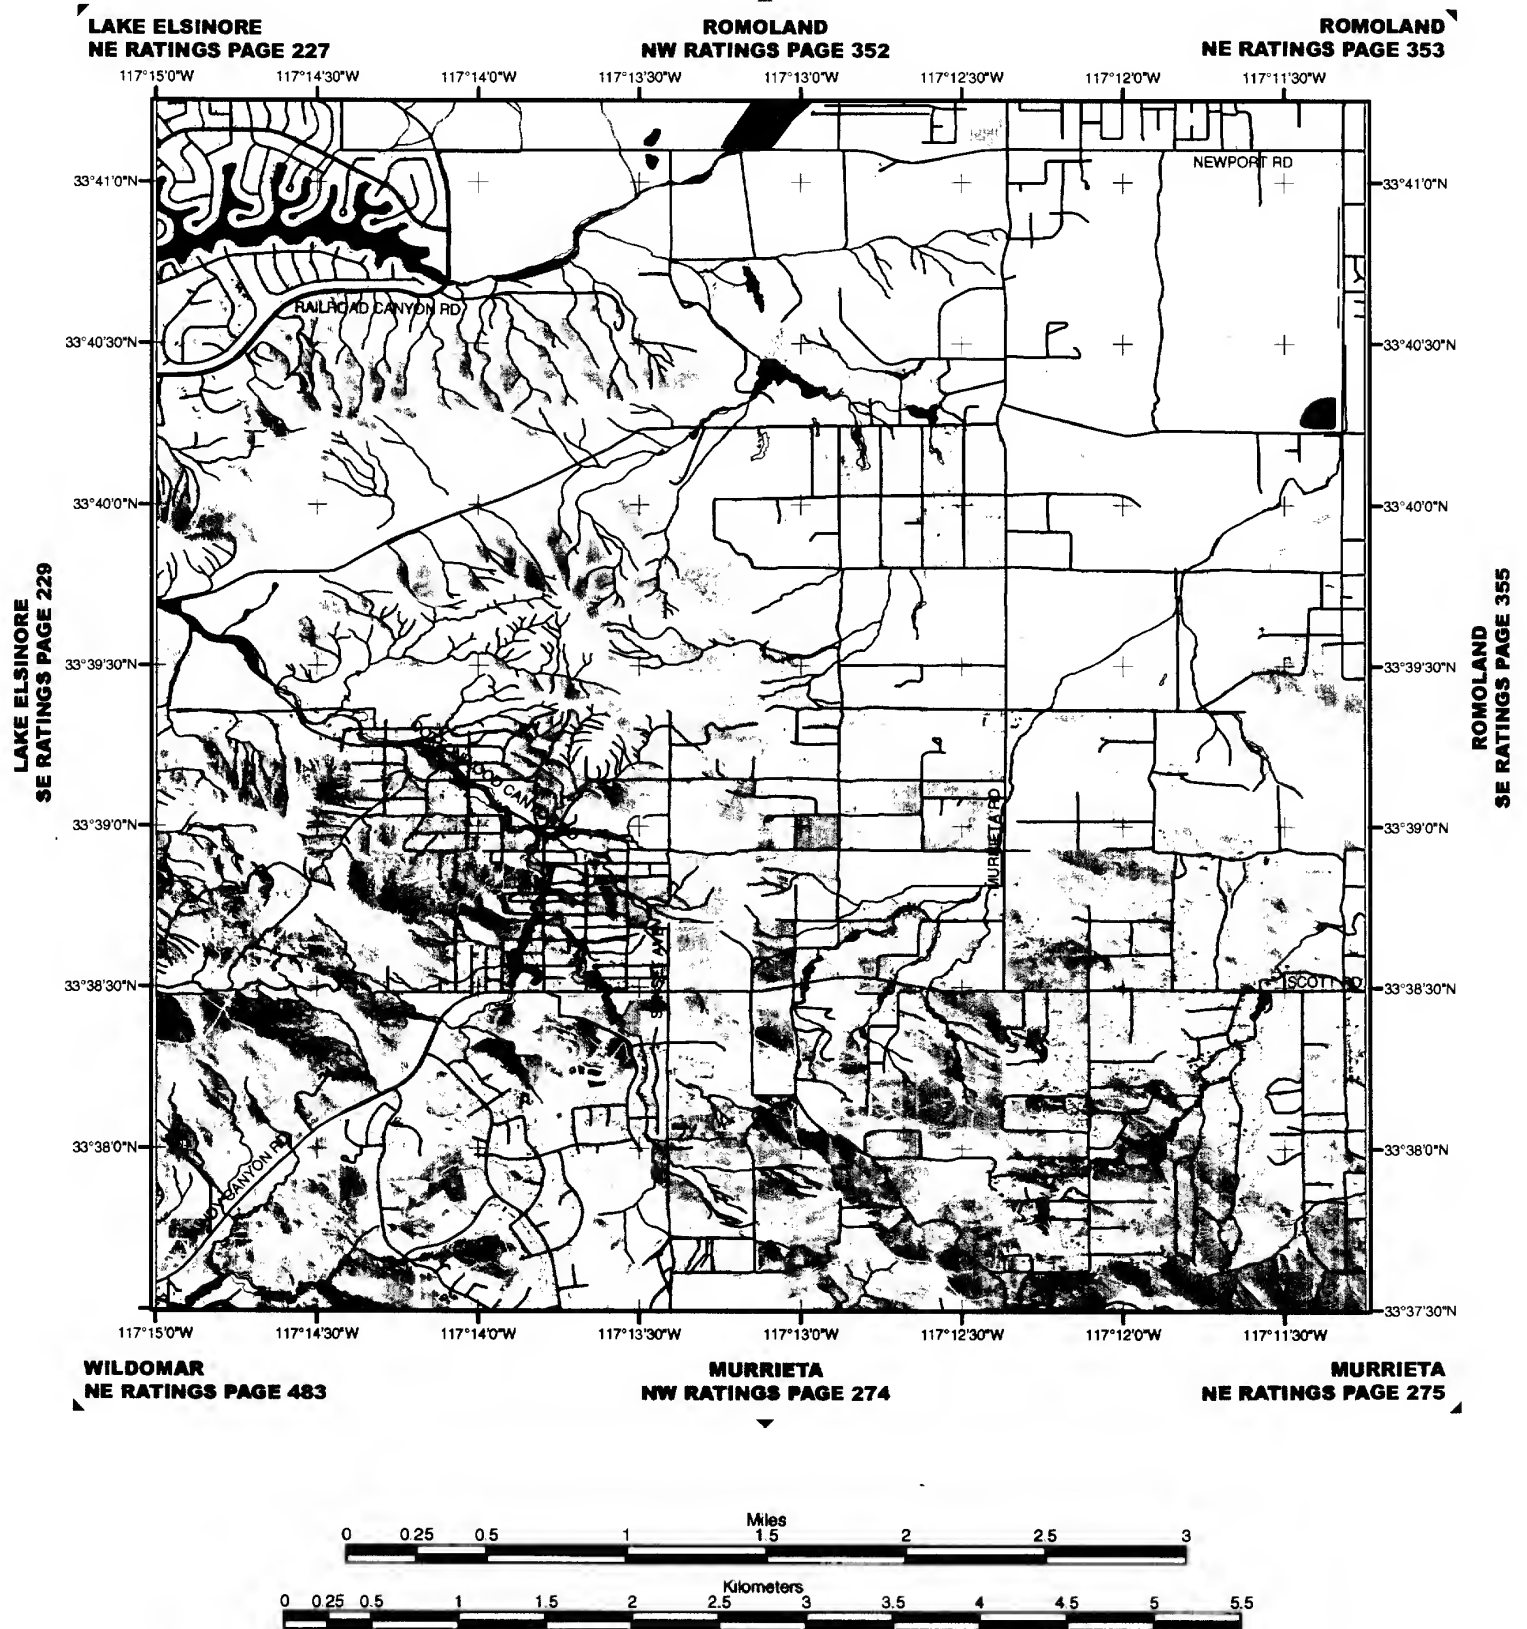 LAKE ELSINORE
NE RATINGS PAGE 227
ROMOLAND
NW RATINGS PAGE 352
ROMOLAND
NE RATINGS PAGE 353
117°15'0"W
117°14'30"W
117°14'0"W
117°13'30"W
117°13'0"W
117°12'30"W
117°12'0"W
117°11'30"W
NEWPORT RD
33°41'0"N
33°41'0"N
RAILROAD CANYON RD
33°40'30"N
33°40'30"N
33°40'0"N
33°40'0"N
LAKE ELSINORE
SE RATINGS PAGE 229
ROMOLAND
SE RATINGS PAGE 355
33°39'30"N
33°39'30"N
MURRIETA RD
33°39'0"N
33°39'0"N
SCOTT RD
33°38'30"N
33°38'30"N
33°38'0"N
33°38'0"N
CANYON RD
33°37'30"N
117°15'0"W
117°14'30"W
117°14'0"W
117°13'30"W
117°13'0"W
117°12'30"W
117°12'0"W
117°11'30"W
WILDOMAR
NE RATINGS PAGE 483
MURRIETA
NW RATINGS PAGE 274
MURRIETA
NE RATINGS PAGE 275
Miles
0 0.25 0.5 1 1.5 2 2.5 3
Kilometers
0 0.25 0.5 1 1.5 2 2.5 3 3.5 4 4.5 5 5.5